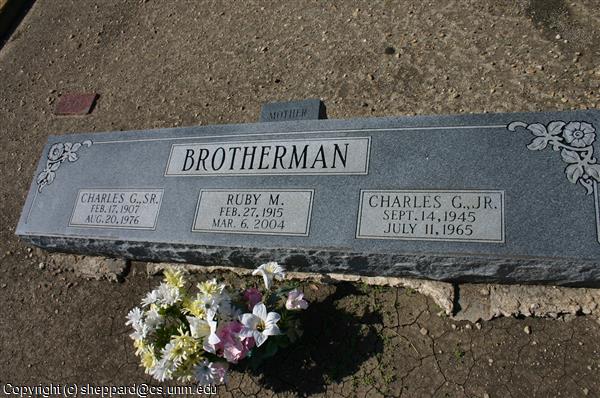 MOTHER
BROTHERMAN
CHARLES G., SR.
FEB. 17, 1907
AUG. 20, 1976
RUBY M.
FEB. 27, 1915
MAR. 6, 2004
CHARLES G., JR.
SEPT. 14, 1945
JULY 11, 1965
Copyright (c) sheppard@cs.unm.edu